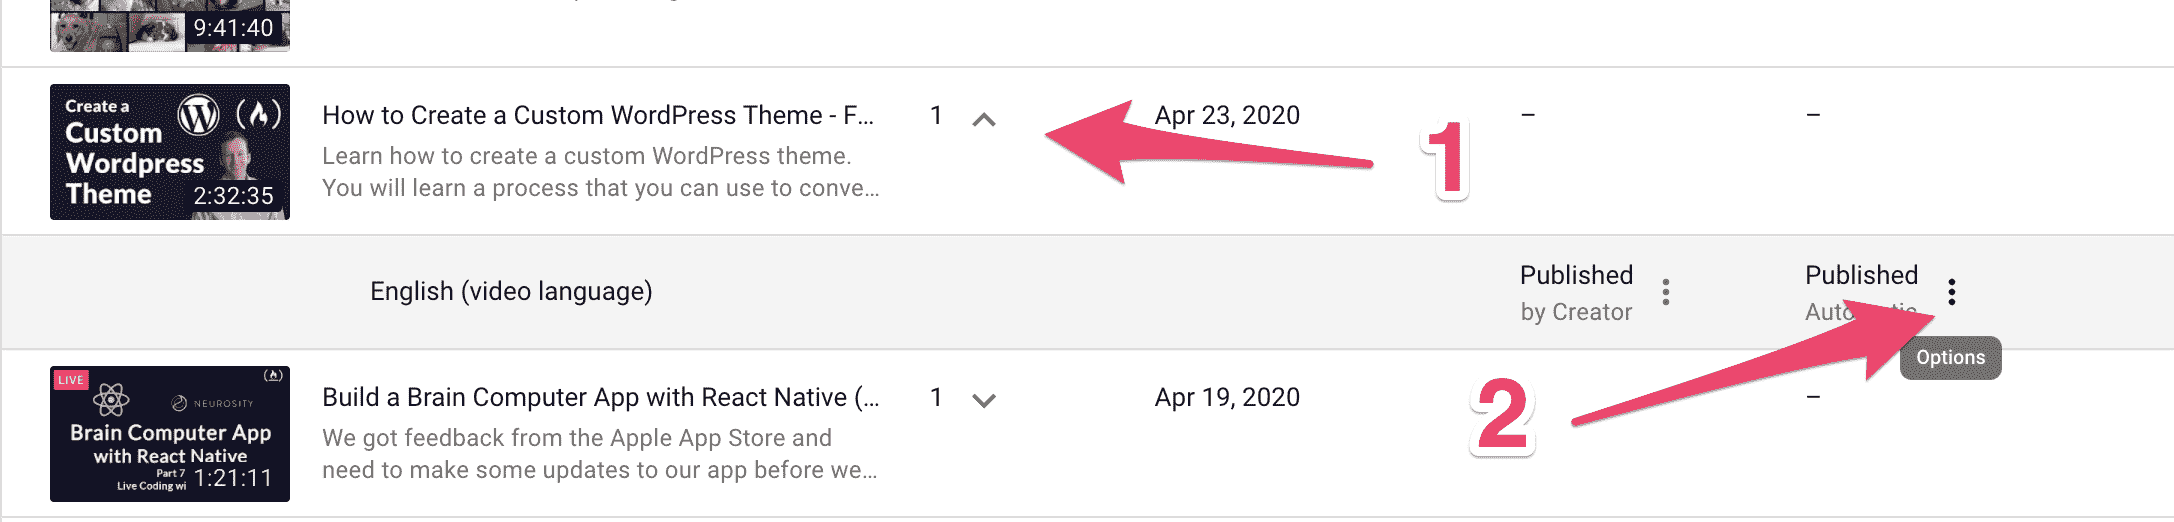 9:41:40
Create a
Custom
Wordpress
Theme
2:32:35
How to Create a Custom WordPress Theme - F...
Learn how to create a custom WordPress theme.
You will learn a process that you can use to conve...
1
Apr 23, 2020
–
–
1
English (video language)
Published
by Creator
Published
Options
2
LIVE
NEUROSITY
Brain Computer App
with React Native
Part 7
Live Coding wi
1:21:11
Build a Brain Computer App with React Native (...
We got feedback from the Apple App Store and
need to make some updates to our app before we...
1
Apr 19, 2020
–